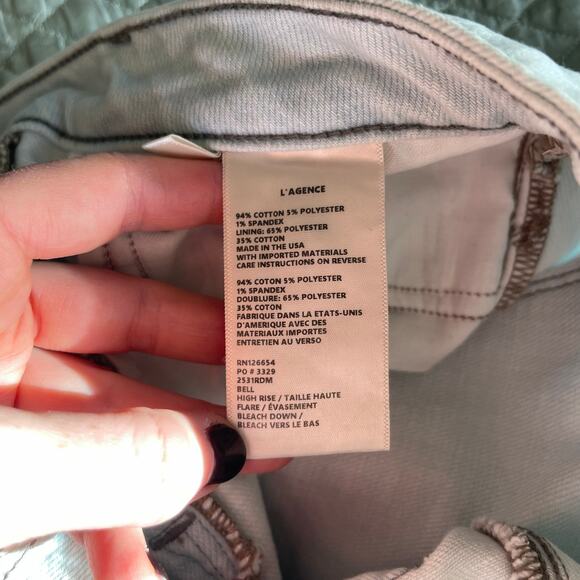 L'AGENCE
94% COTTON 5% POLYESTER
1% SPANDEX
LINING: 65% POLYESTER
35% COTTON
MADE IN THE USA
WITH IMPORTED MATERIALS
CARE INSTRUCTIONS ON REVERSE
94% COTON 5% POLYESTER
1% SPANDEX
DOUBLURE: 65% POLYESTER
35% COTON
FABRIQUE DANS LA ETATS-UNIS
D'AMERIQUE AVEC DES
MATERIAUX IMPORTES
ENTRETIEN AU VERSO
RN126654
PO # 3329
2531RDM
BELL
HIGH RISE / TAILLE HAUTE
FLARE / ÉVASEMENT
BLEACH DOWN /
BLEACH VERS LE BAS